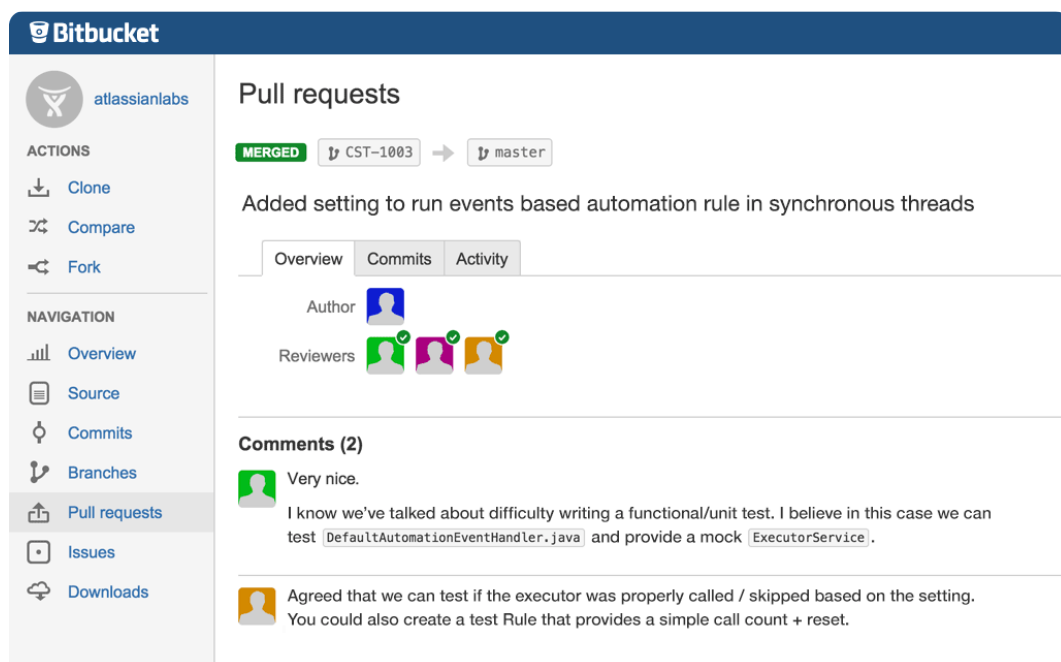 Bitbucket
atlassianlabs
ACTIONS
Clone
Compare
Fork
NAVIGATION
Overview
Source
Commits
Branches
Pull requests
Issues
Downloads
Pull requests
MERGED CST-1003 master
Added setting to run events based automation rule in synchronous threads
Overview Commits Activity
Author
Reviewers
Comments (2)
Very nice.
I know we’ve talked about difficulty writing a functional/unit test. I believe in this case we can
test DefaultAutomationEventHandler.java and provide a mock ExecutorService.
Agreed that we can test if the executor was properly called / skipped based on the setting.
You could also create a test Rule that provides a simple call count + reset.